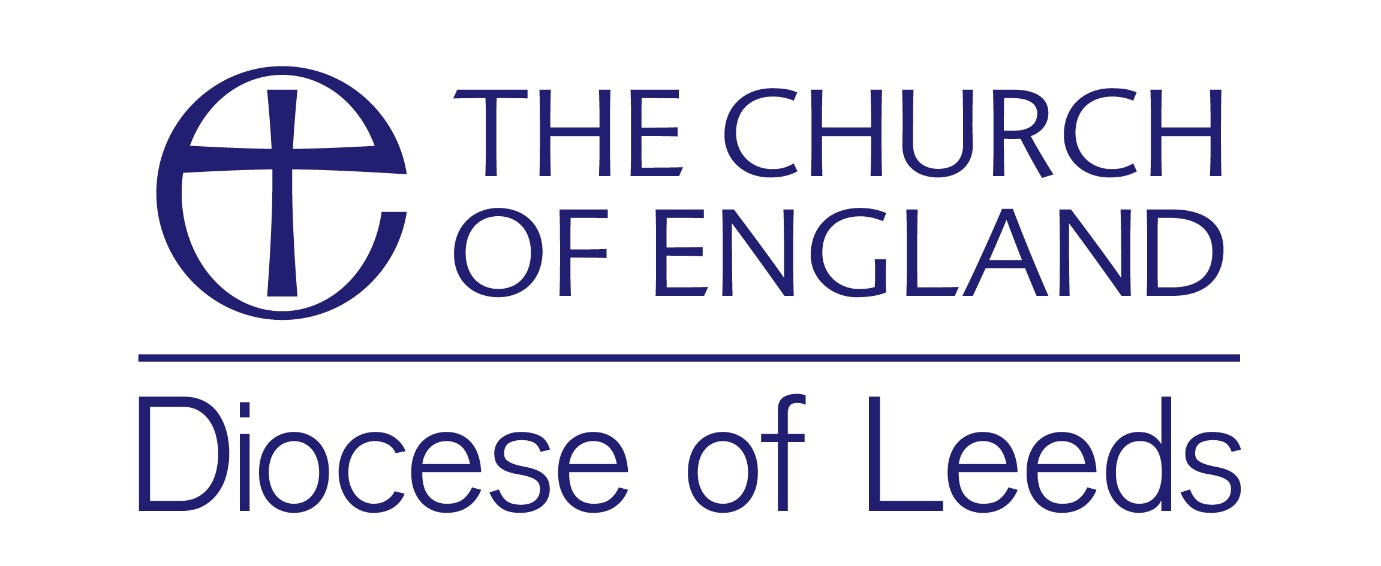 THE CHURCH
OF ENGLAND
Diocese of Leeds